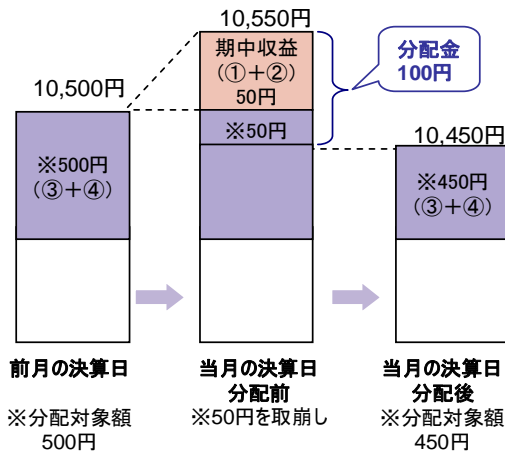 10,500円
※500円
(③+④)
前月の決算日
※分配対象額
500円
10,550円
期中収益
(①+②)
50円
※50円
当月の決算日
分配前
※50円を取崩し
分配金
100円
10,450円
※450円
(③+④)
当月の決算日
分配後
※分配対象額
450円